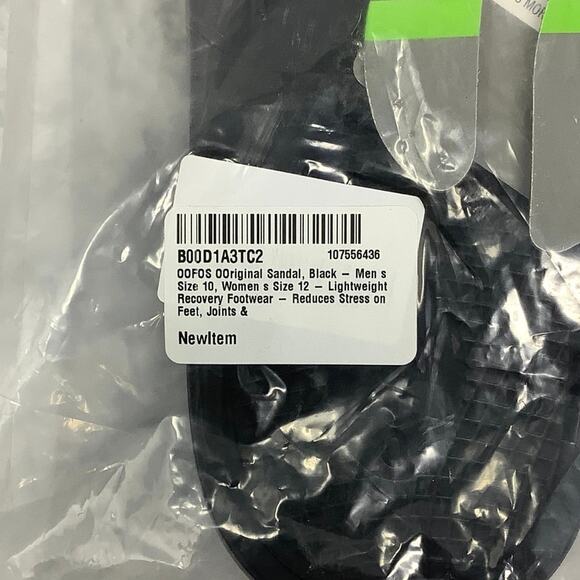 S MOR
B00D1A3TC2 107556436
OOFOS OOriginal Sandal, Black – Men s
Size 10, Women s Size 12 – Lightweight
Recovery Footwear – Reduces Stress on
Feet, Joints &
NewItem